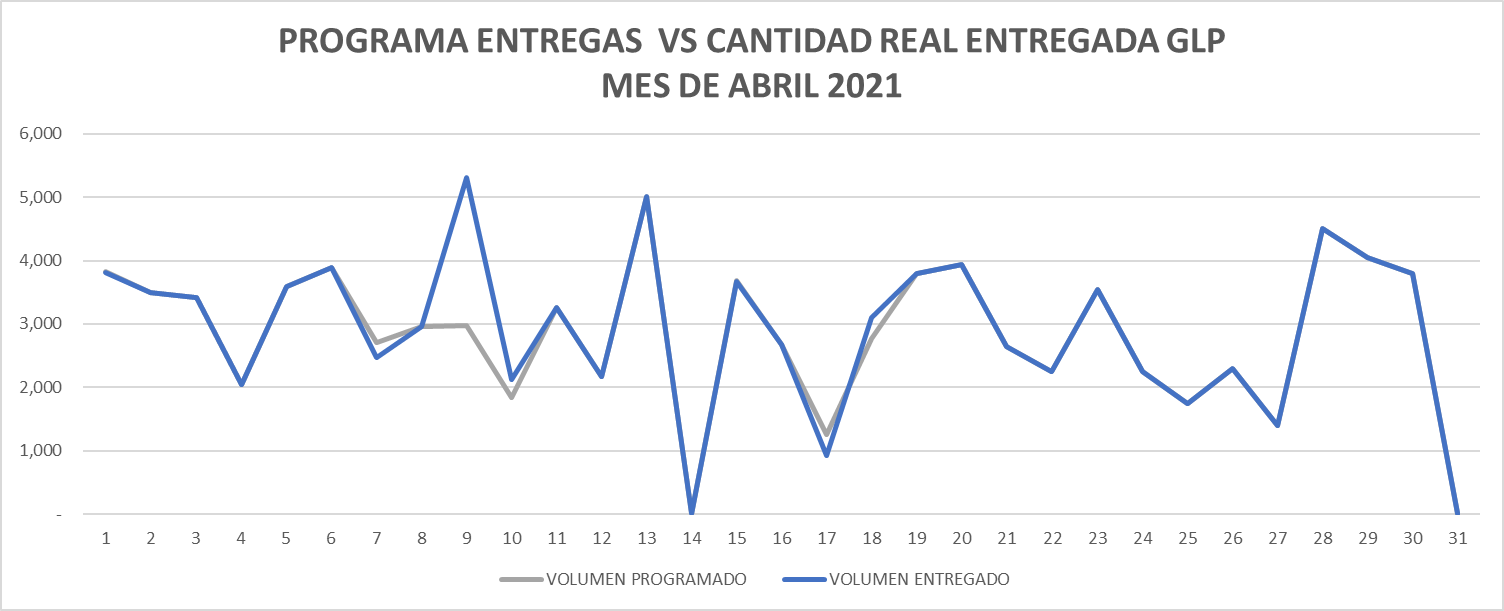 PROGRAMA ENTREGAS  VS CANTIDAD REAL ENTREGADA GLP
MES DE ABRIL 2021
6,000
5,000
4,000
3,000
2,000
1,000
-
1 2 3 4 5 6 7 8 9 10 11 12 13 14 15 16 17 18 19 20 21 22 23 24 25 26 27 28 29 30 31
VOLUMEN PROGRAMADO VOLUMEN ENTREGADO